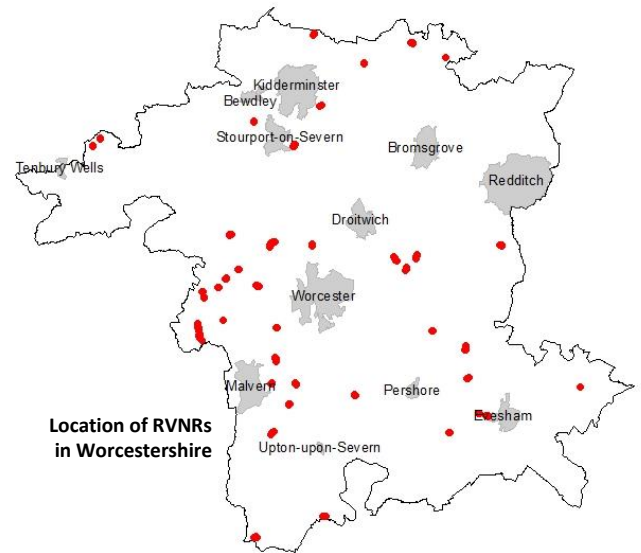 Kidderminster
Bewdley
Stourport-on-Severn
Bromsgrove
Tenbury Wells
Redditch
Droitwich
Worcester
Malvern
Pershore
Evesham
Location of RVNRs
in Worcestershire
Upton-upon-Severn